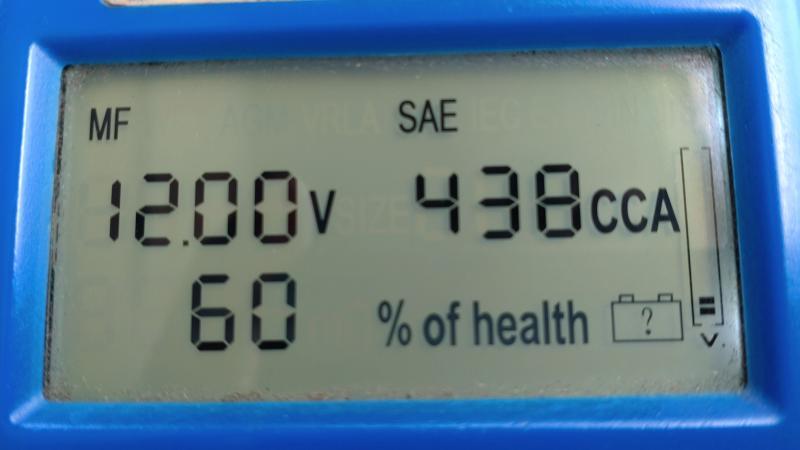 MF SAE
12.00V 438CCA
60 % of health ?